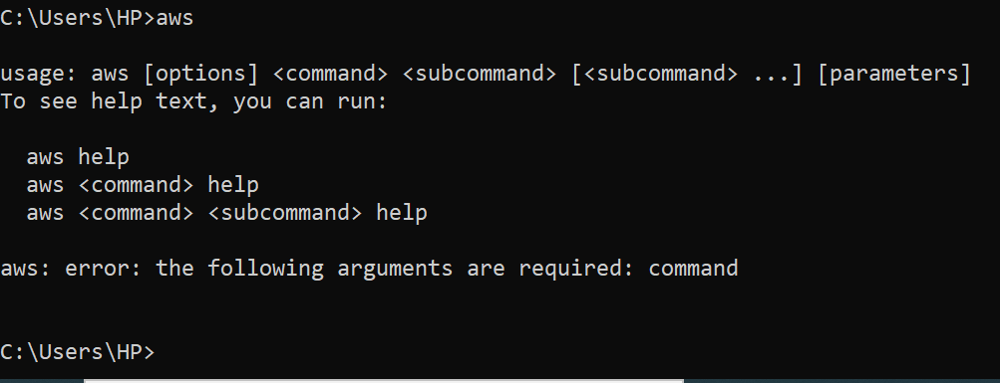 C:\Users\HP>aws
usage: aws [options] <command> <subcommand> [<subcommand> ...] [parameters]
To see help text, you can run:
aws help
aws <command> help
aws <command> <subcommand> help
aws: error: the following arguments are required: command
C:\Users\HP>